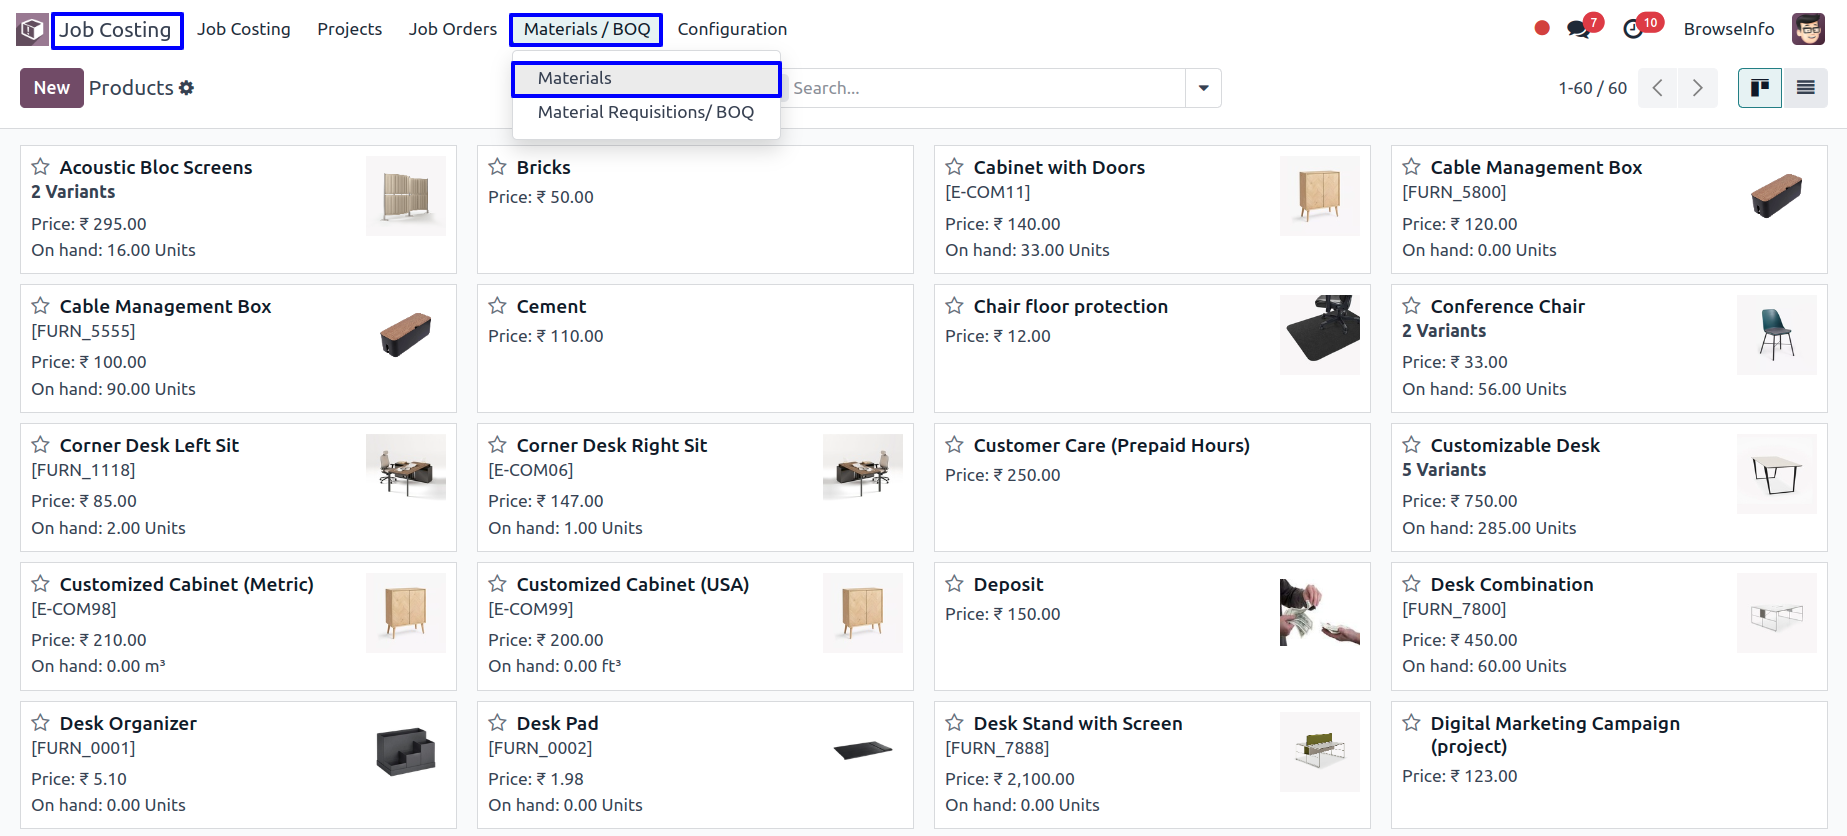 Job Costing Job Costing Projects Job Orders Materials / BOQ Configuration 7 10 BrowseInfo
New Products Materials Search... 1-60 / 60
Material Requisitions/ BOQ
Acoustic Bloc Screens
2 Variants
Price: ₹ 295.00
On hand: 16.00 Units
Bricks
Price: ₹ 50.00
Cabinet with Doors
[E-COM11]
Price: ₹ 140.00
On hand: 33.00 Units
Cable Management Box
[FURN_5800]
Price: ₹ 120.00
On hand: 0.00 Units
Cable Management Box
[FURN_5555]
Price: ₹ 100.00
On hand: 90.00 Units
Cement
Price: ₹ 110.00
Chair floor protection
Price: ₹ 12.00
Conference Chair
2 Variants
Price: ₹ 33.00
On hand: 56.00 Units
Corner Desk Left Sit
[FURN_1118]
Price: ₹ 85.00
On hand: 2.00 Units
Corner Desk Right Sit
[E-COM06]
Price: ₹ 147.00
On hand: 1.00 Units
Customer Care (Prepaid Hours)
Price: ₹ 250.00
Customizable Desk
5 Variants
Price: ₹ 750.00
On hand: 285.00 Units
Customized Cabinet (Metric)
[E-COM98]
Price: ₹ 210.00
On hand: 0.00 m³
Customized Cabinet (USA)
[E-COM99]
Price: ₹ 200.00
On hand: 0.00 ft³
Deposit
Price: ₹ 150.00
Desk Combination
[FURN_7800]
Price: ₹ 450.00
On hand: 60.00 Units
Desk Organizer
[FURN_0001]
Price: ₹ 5.10
On hand: 0.00 Units
Desk Pad
[FURN_0002]
Price: ₹ 1.98
On hand: 0.00 Units
Desk Stand with Screen
[FURN_7888]
Price: ₹ 2,100.00
On hand: 0.00 Units
Digital Marketing Campaign
(project)
Price: ₹ 123.00